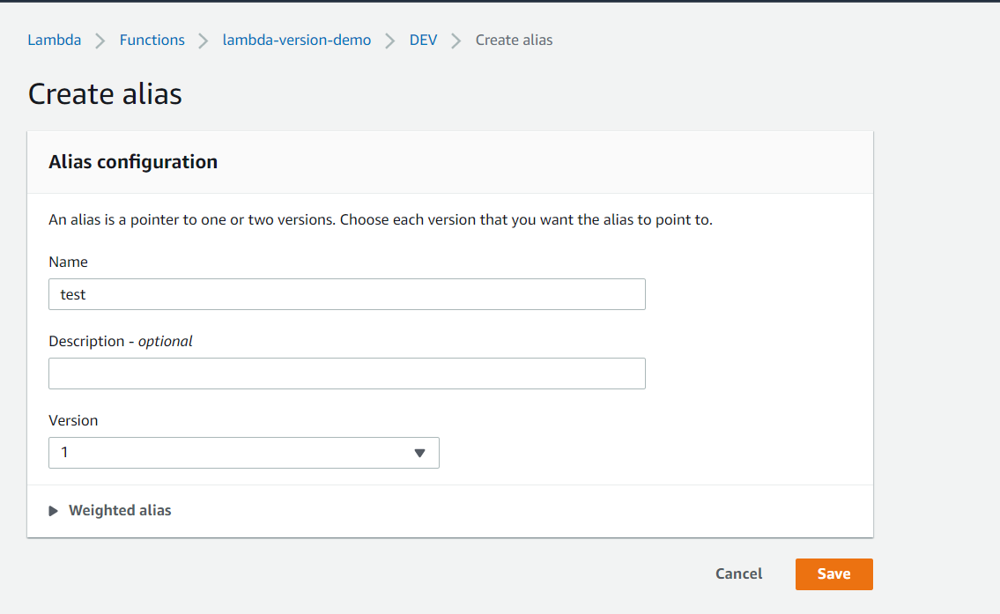 Lambda > Functions > lambda-version-demo > DEV > Create alias
Create alias
Alias configuration
An alias is a pointer to one or two versions. Choose each version that you want the alias to point to.
Name
test
Description - optional
Version
1
Weighted alias
Cancel Save